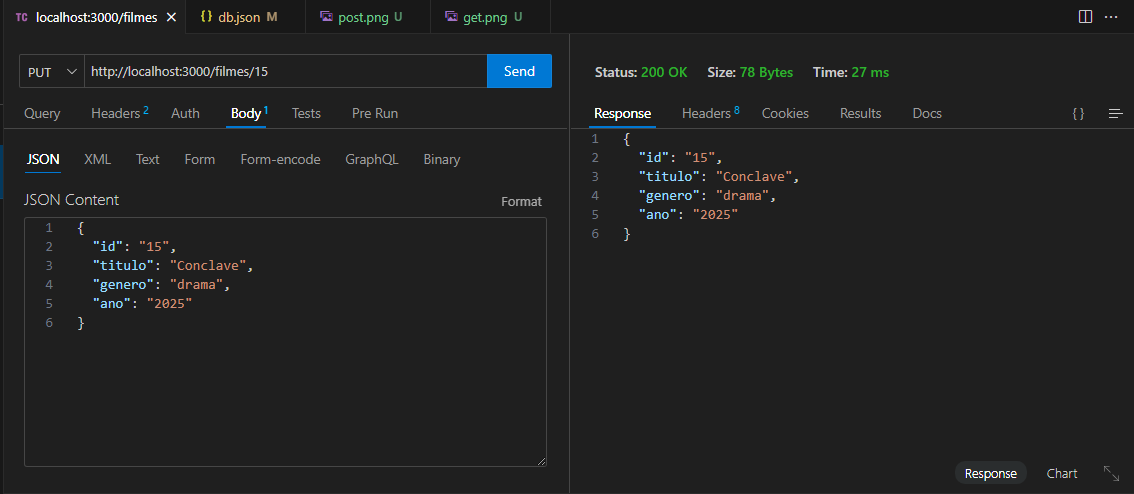 TC localhost:3000/filmes × {} db.json M post.png U get.png U ···
PUT http://localhost:3000/filmes/15 Send
Query Headers 2 Auth Body 1 Tests Pre Run
JSON XML Text Form Form-encode GraphQL Binary
JSON Content Format
1 {
2 "id": "15",
3 "titulo": "Conclave",
4 "genero": "drama",
5 "ano": "2025"
6 }
Status: 200 OK Size: 78 Bytes Time: 27 ms
Response Headers 8 Cookies Results Docs {}
1 {
2 "id": "15",
3 "titulo": "Conclave",
4 "genero": "drama",
5 "ano": "2025"
6 }
Response Chart